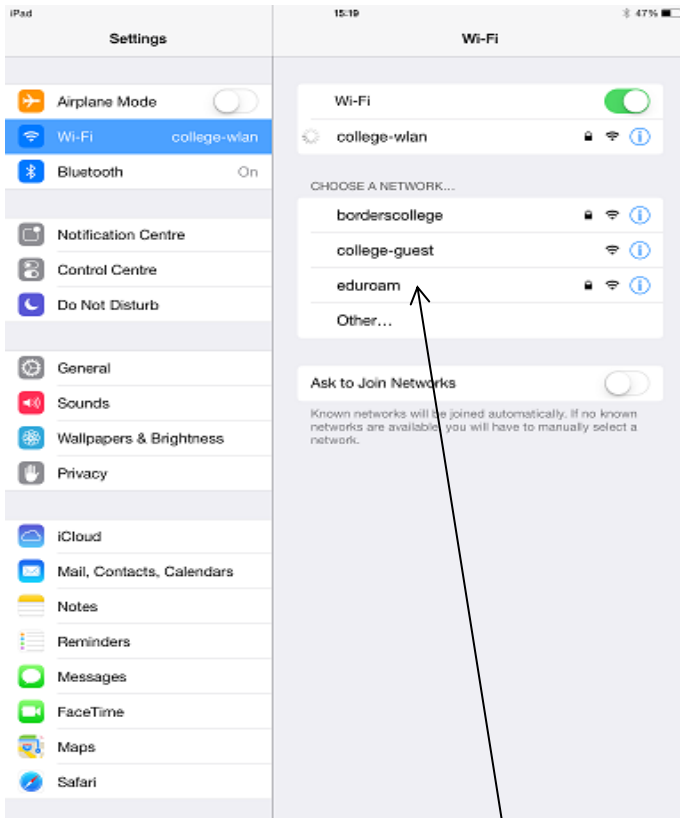 iPad
15:19
47%
Settings
Wi-Fi
Airplane Mode
Wi-Fi college-wlan
Bluetooth On
Notification Centre
Control Centre
Do Not Disturb
General
Sounds
Wallpapers & Brightness
Privacy
iCloud
Mail, Contacts, Calendars
Notes
Reminders
Messages
FaceTime
Maps
Safari
Wi-Fi
college-wlan
CHOOSE A NETWORK...
borderscollege
college-guest
eduroam
Other...
Ask to Join Networks
Known networks will be joined automatically. If no known
networks are available, you will have to manually select a
network.